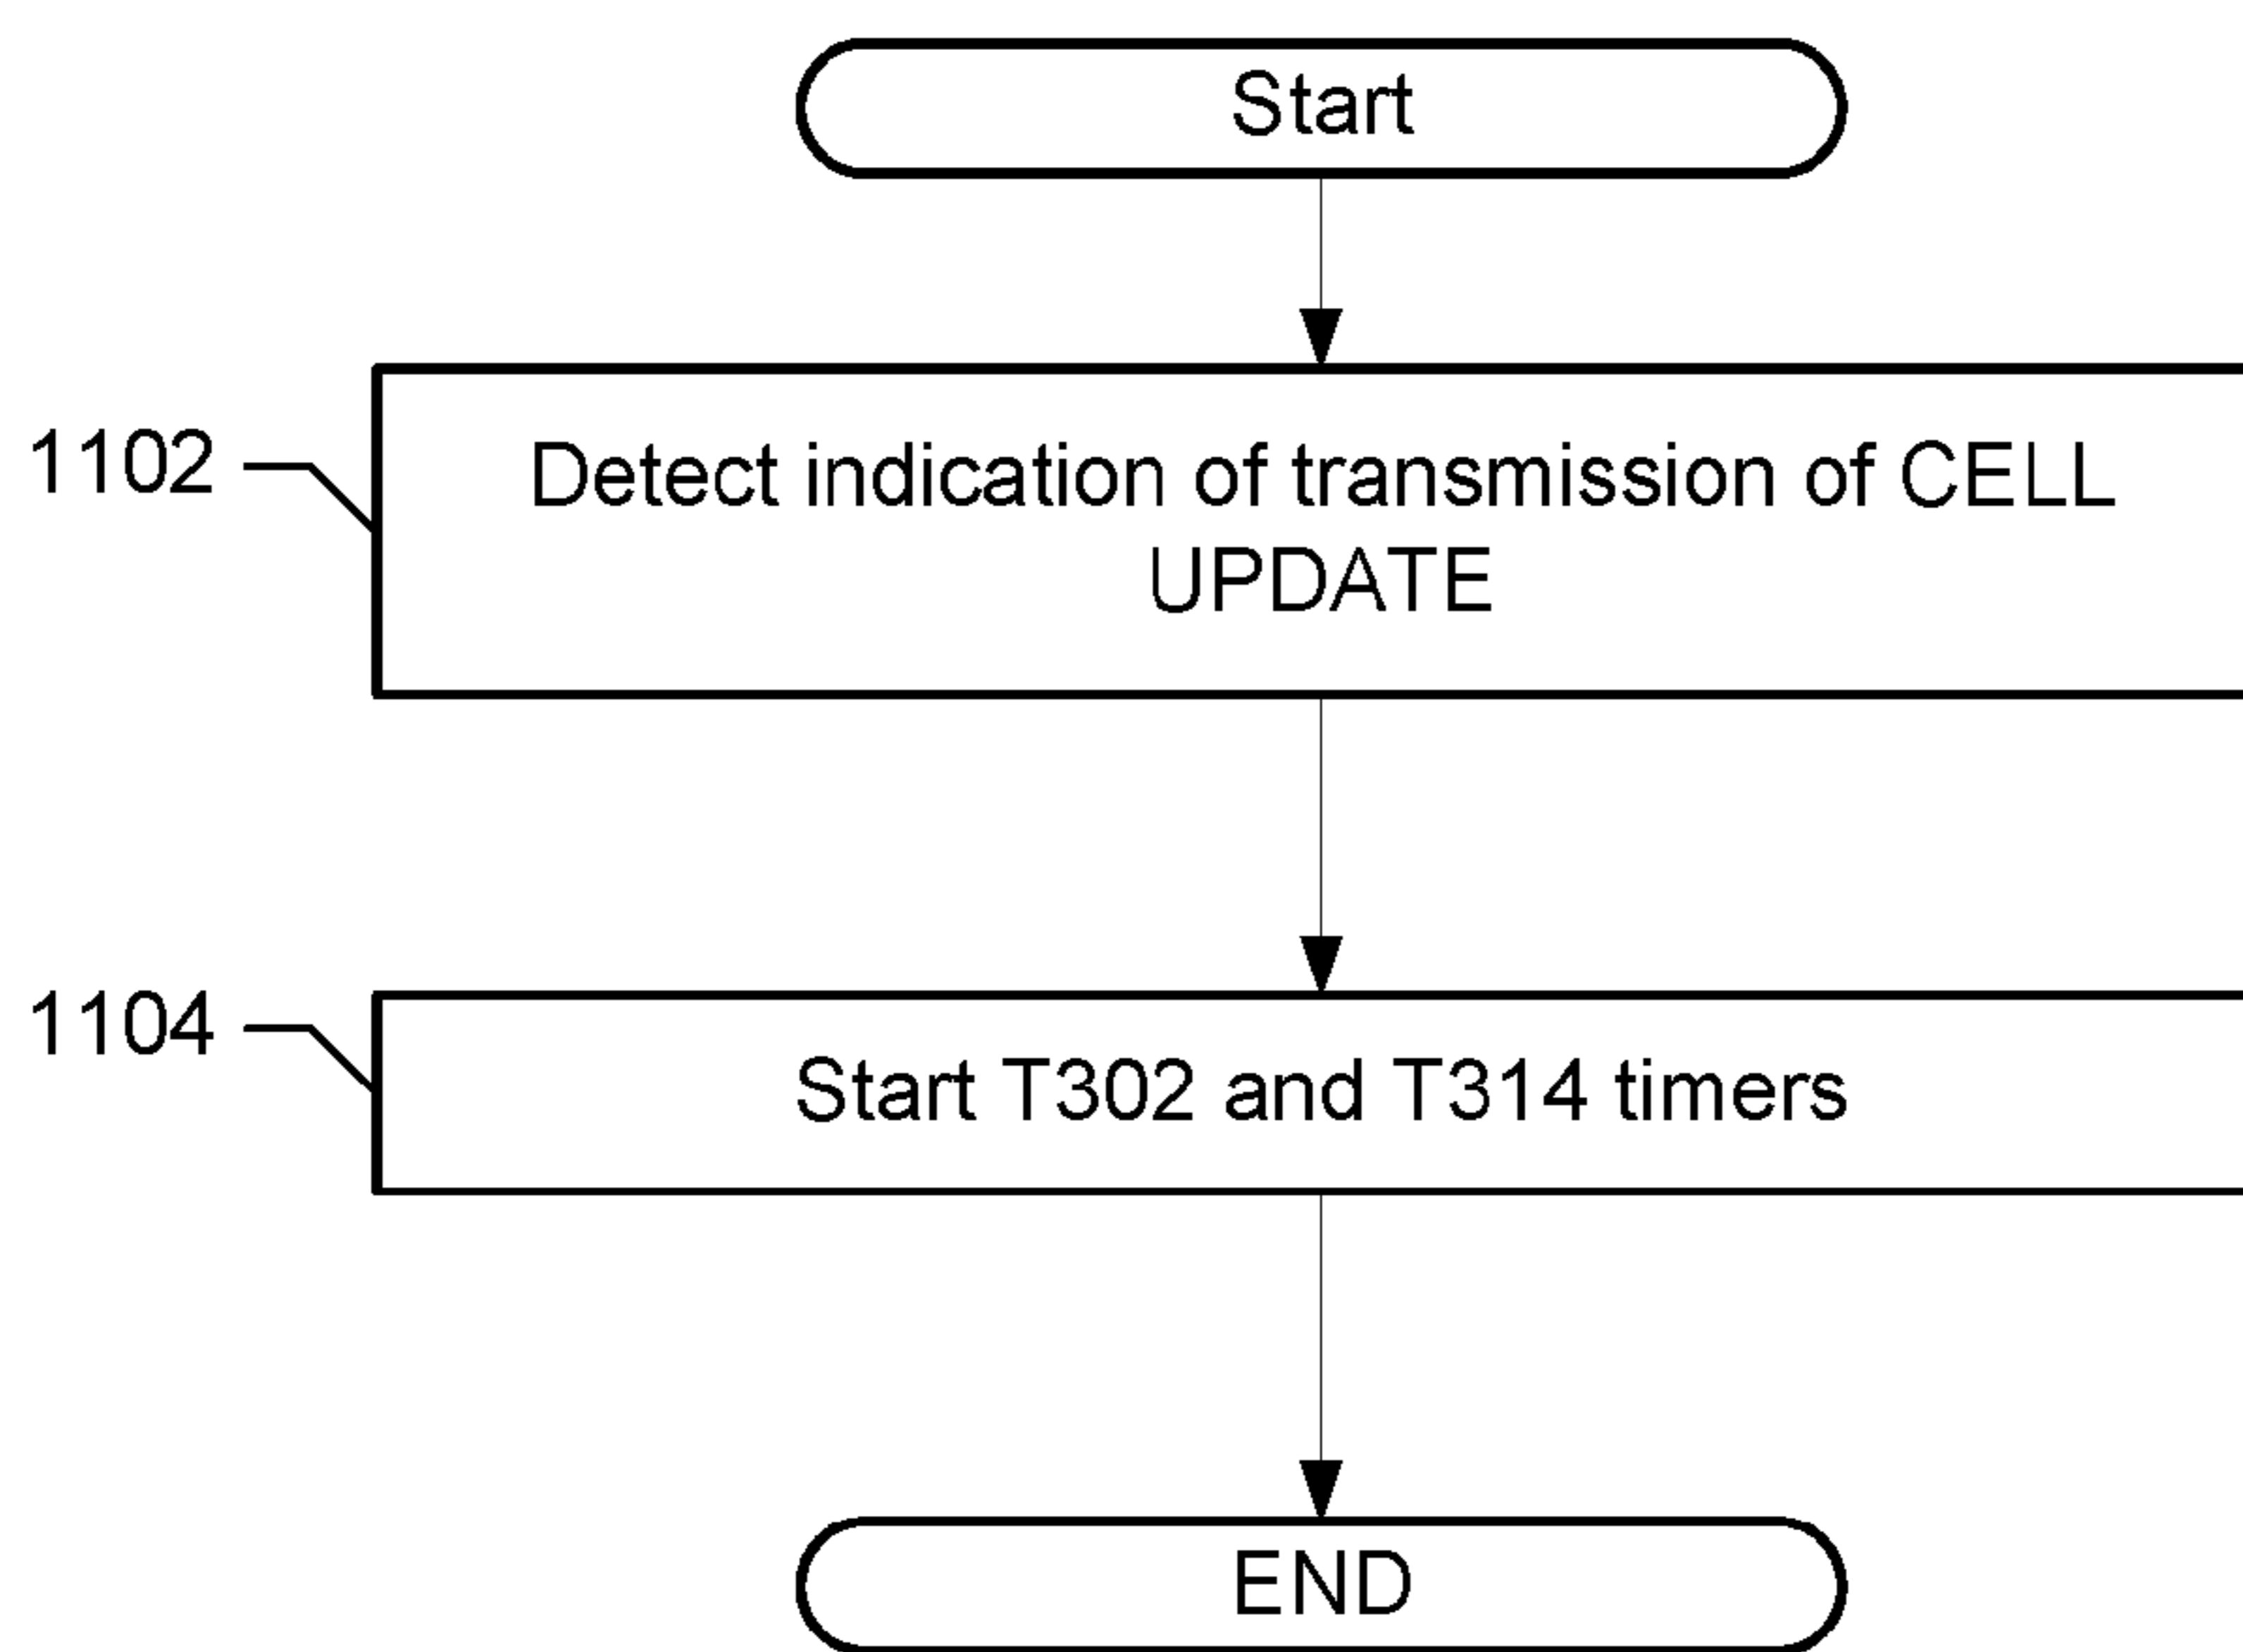 Start
1102
Detect indication of transmission of CELL
UPDATE
1104
Start T302 and T314 timers
END